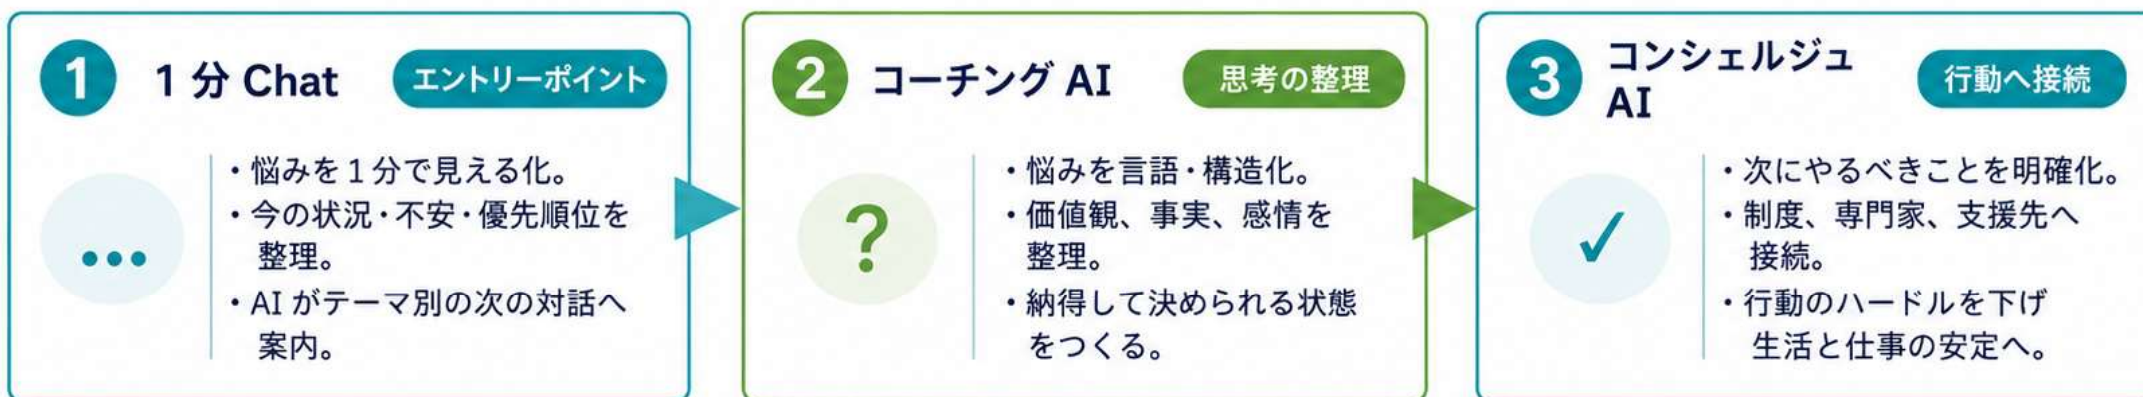 1
1 分 Chat
エントリーポイント
...
・悩みを1分で見える化。
・今の状況・不安・優先順位を
整理。
・AI がテーマ別の次の対話へ
案内。
2
コーチング AI
思考の整理
?
・悩みを言語・構造化。
・価値観、事実、感情を
整理。
・納得して決められる状態
をつくる。
3
コンシェルジュ
AI
行動へ接続
✓
・次にやるべきことを明確化。
・制度、専門家、支援先へ
接続。
・行動のハードルを下げ
生活と仕事の安定へ。